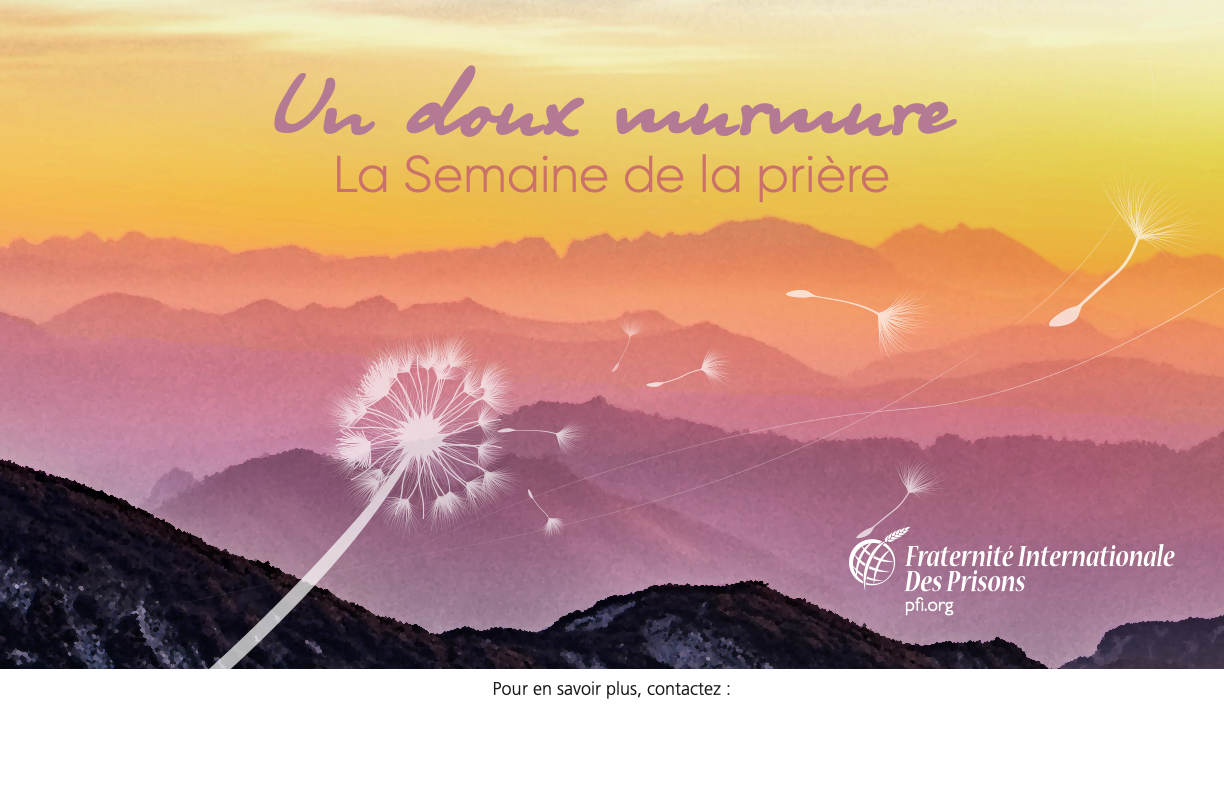 Un doux murmure
La Semaine de la prière
Fraternité Internationale
Des Prisons
pfi.org
Pour en savoir plus, contactez :